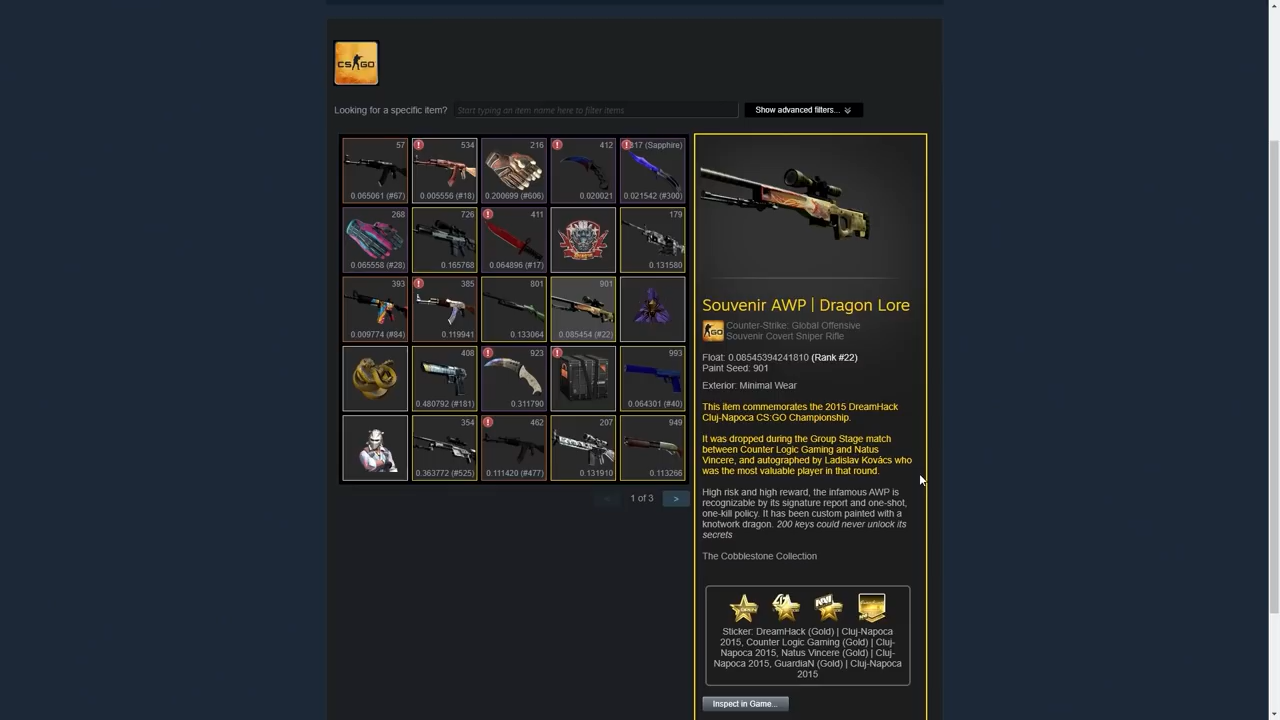 CS GO
Looking for a specific item?
Start typing an item name here to filter items
Show advanced filters...
57
0.065061 (#67)
534
0.005556 (#18)
216
0.200699 (#606)
412
0.020021
317 (Sapphire)
0.021542 (#300)
268
0.065558 (#28)
726
0.165768
411
0.064896 (#17)
179
0.131580
393
0.009774 (#84)
385
0.119941
801
0.133064
901
0.085454 (#22)
408
0.480792 (#181)
923
0.311790
993
0.064301 (#40)
354
0.363772 (#525)
462
0.111420 (#477)
207
0.131910
949
0.113266
<
1 of 3
>
Souvenir AWP | Dragon Lore
CS GO
Counter-Strike: Global Offensive
Souvenir Covert Sniper Rifle
Float: 0.08545394241810 (Rank #22)
Paint Seed: 901
Exterior: Minimal Wear
This item commemorates the 2015 DreamHack
Cluj-Napoca CS:GO Championship.
It was dropped during the Group Stage match
between Counter Logic Gaming and Natus
Vincere, and autographed by Ladislav Kovács who
was the most valuable player in that round.
High risk and high reward, the infamous AWP is
recognizable by its signature report and one-shot,
one-kill policy. It has been custom painted with a
knotwork dragon. 200 keys could never unlock its
secrets
The Cobblestone Collection
Sticker: DreamHack (Gold) | Cluj-Napoca
2015, Counter Logic Gaming (Gold) | Cluj-
Napoca 2015, Natus Vincere (Gold) | Cluj-
Napoca 2015, GuardiaN (Gold) | Cluj-Napoca
2015
Inspect in Game...